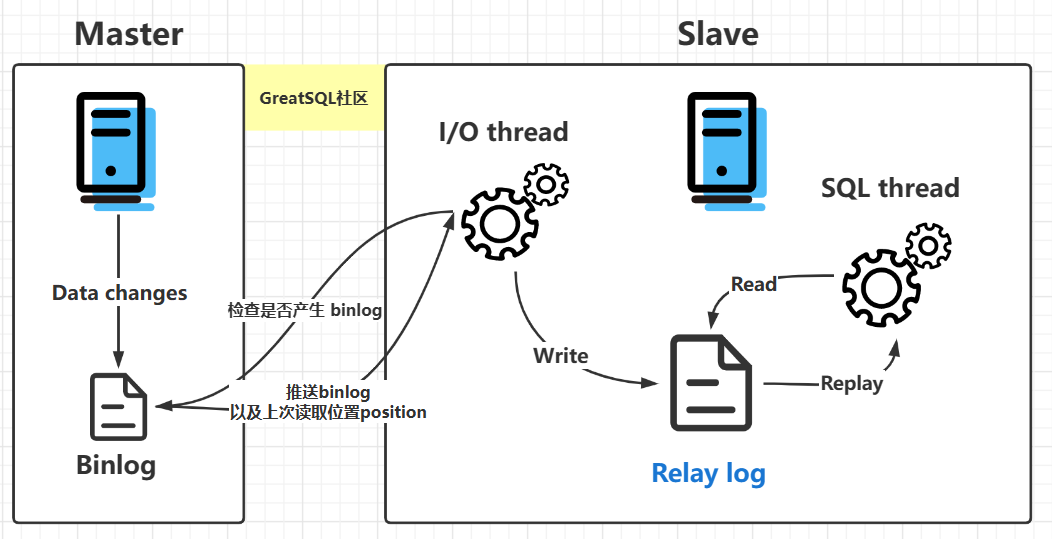 Master
Slave
GreatSQL社区
I/O thread
SQL thread
Data changes
检查是否产生 binlog
Read
Write
推送binlog
以及上次读取位置position
Replay
Binlog
Relay log